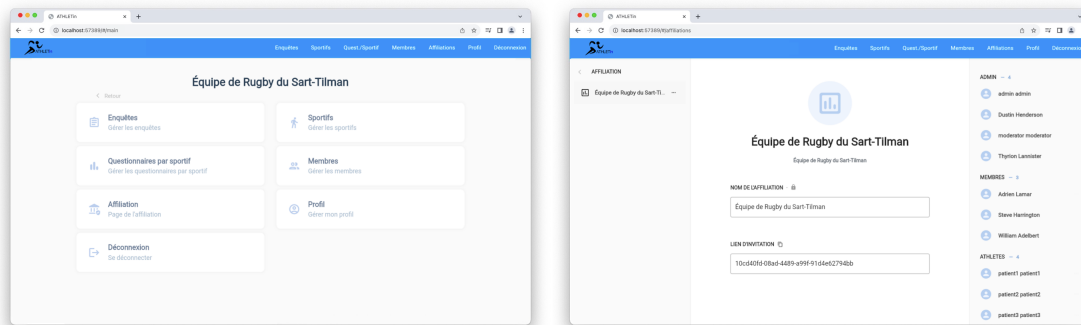 ATHLETin
localhost:57389/#/main
ATHLETin
Enquêtes Sportifs Quest./Sportif Membres Affiliations Profil Déconnexion
Équipe de Rugby du Sart-Tilman
Retour
Enquêtes
Gérer les enquêtes
Sportifs
Gérer les sportifs
Questionnaires par sportif
Gérer les questionnaires par sportif
Membres
Gérer les membres
Affiliation
Page de l'affiliation
Profil
Gérer mon profil
Déconnexion
Se déconnecter
ATHLETin
localhost:57389/#/affiliations
ATHLETin
Enquêtes Sportifs Quest./Sportif Membres Affiliations Profil Déconnexion
AFFILIATION
Équipe de Rugby du Sart-Ti...
Équipe de Rugby du Sart-Tilman
Équipe de Rugby du Sart-Tilman
NOM DE L'AFFILIATION
Équipe de Rugby du Sart-Tilman
LIEN D'INVITATION
10cd40fd-08ad-4489-a99f-91d4e62794bb
ADMIN — 4
admin admin
Dustin Henderson
moderator moderator
Thyrion Lannister
MEMBRES — 3
Adrien Lamar
Steve Harrington
William Adelbert
ATHLETES — 4
patient1 patient1
patient2 patient2
patient3 patient3